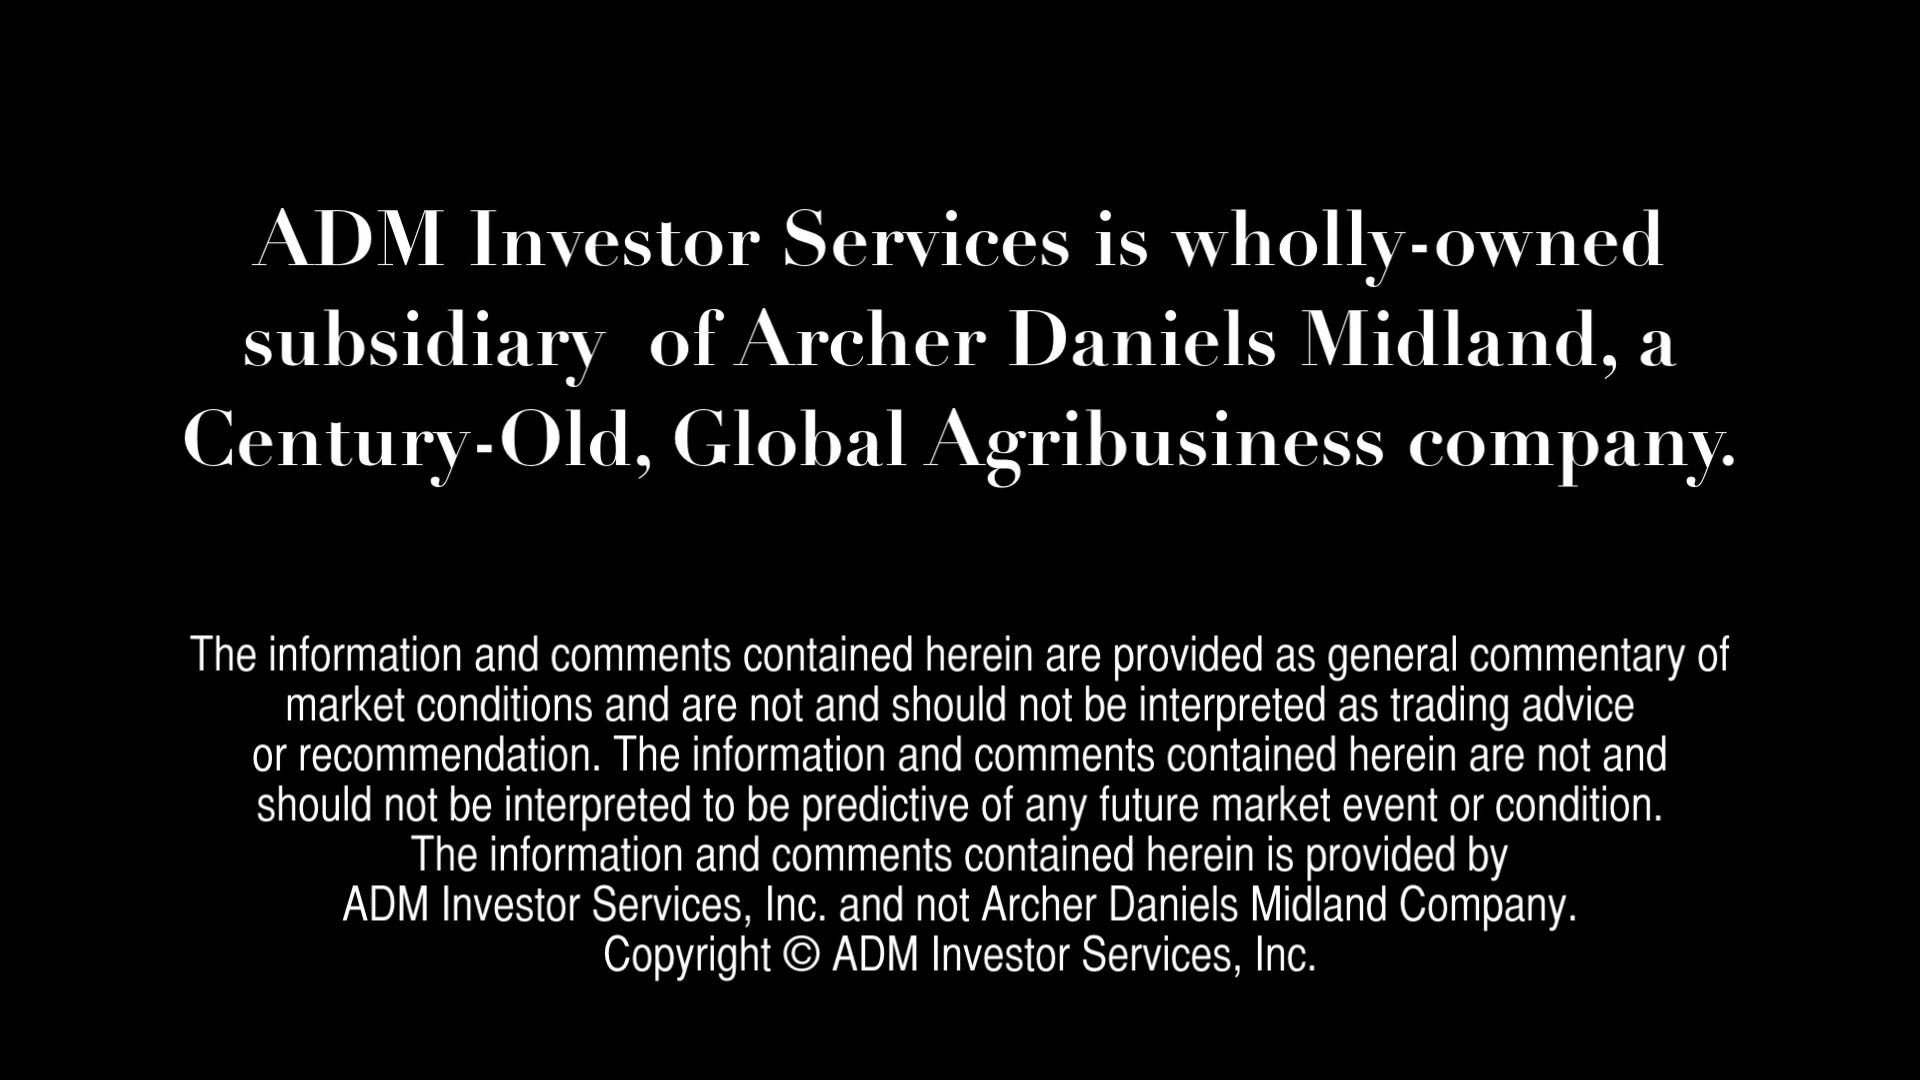 ADM Investor Services is wholly-owned
subsidiary of Archer Daniels Midland, a
Century-Old, Global Agribusiness company.
The information and comments contained herein are provided as general commentary of
market conditions and are not and should not be interpreted as trading advice
or recommendation. The information and comments contained herein are not and
should not be interpreted to be predictive of any future market event or condition.
The information and comments contained herein is provided by
ADM Investor Services, Inc. and not Archer Daniels Midland Company.
Copyright © ADM Investor Services, Inc.